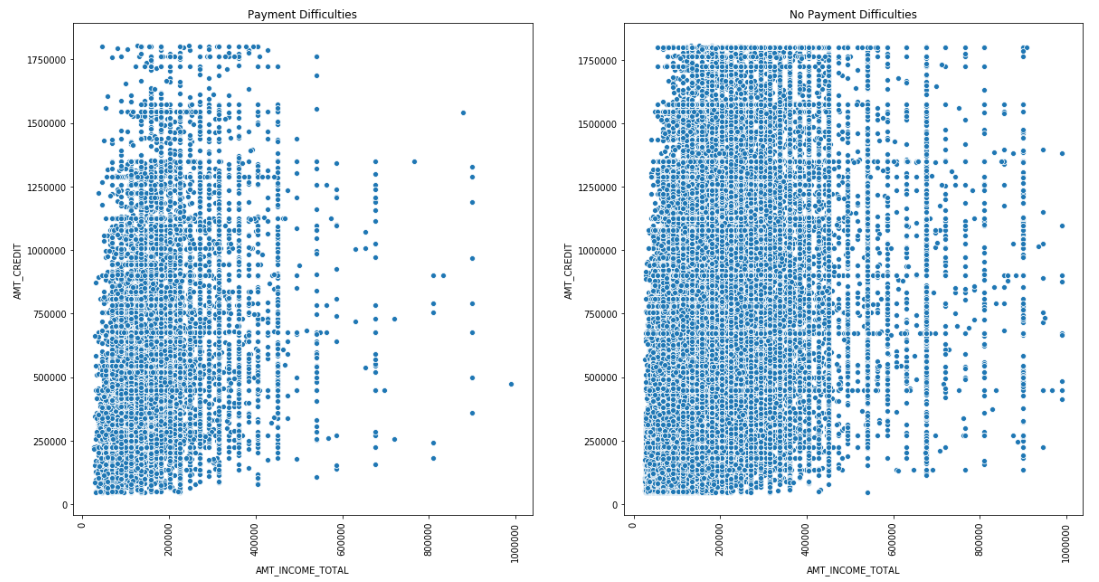 Payment Difficulties
AMT_CREDIT
1750000
1500000
1250000
1000000
750000
500000
250000
0
0 200000 400000 600000 800000 1000000
AMT_INCOME_TOTAL
No Payment Difficulties
AMT_CREDIT
1750000
1500000
1250000
1000000
750000
500000
250000
0
0 200000 400000 600000 800000 1000000
AMT_INCOME_TOTAL